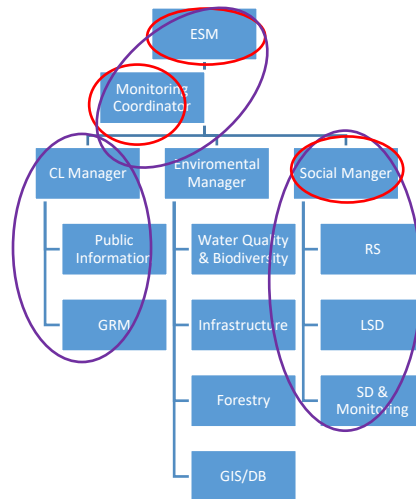 ESM
Monitoring
Coordinator
CL Manager
Enviromental
Manager
Social Manger
Public
Information
Water Quality
& Biodiversity
RS
GRM
Infrastructure
LSD
Forestry
SD &
Monitoring
GIS/DB